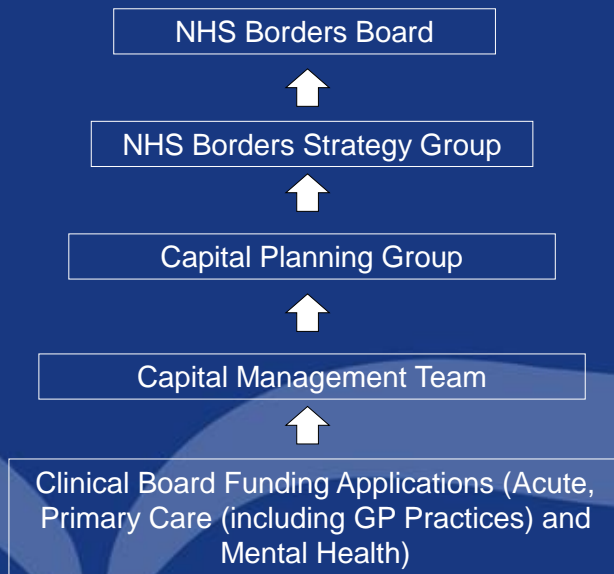 NHS Borders Board
NHS Borders Strategy Group
Capital Planning Group
Capital Management Team
Clinical Board Funding Applications (Acute,
Primary Care (including GP Practices) and
Mental Health)